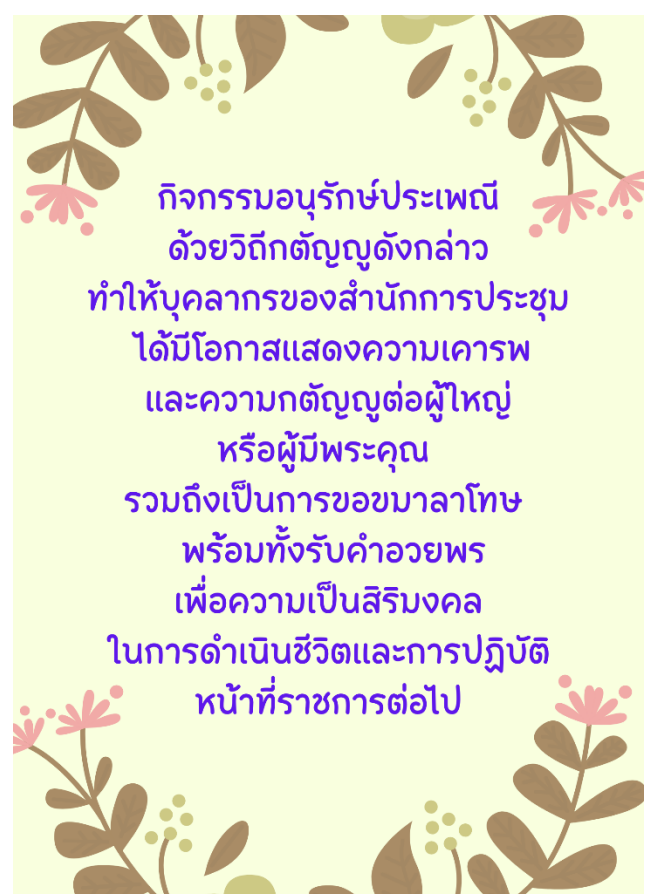 กิจกรรมอนุรักษ์ประเพณี
ด้วยวิถีกตัญญูดังกล่าว
ทำให้บุคลากรของสำนักการประชุม
ได้มีโอกาสแสดงความเคารพ
และความกตัญญูต่อผู้ใหญ่
หรือผู้มีพระคุณ
รวมถึงเป็นการขอขมาลาโทษ
พร้อมทั้งรับคำอวยพร
เพื่อความเป็นสิริมงคล
ในการดำเนินชีวิตและการปฏิบัติ
หน้าที่ราชการต่อไป